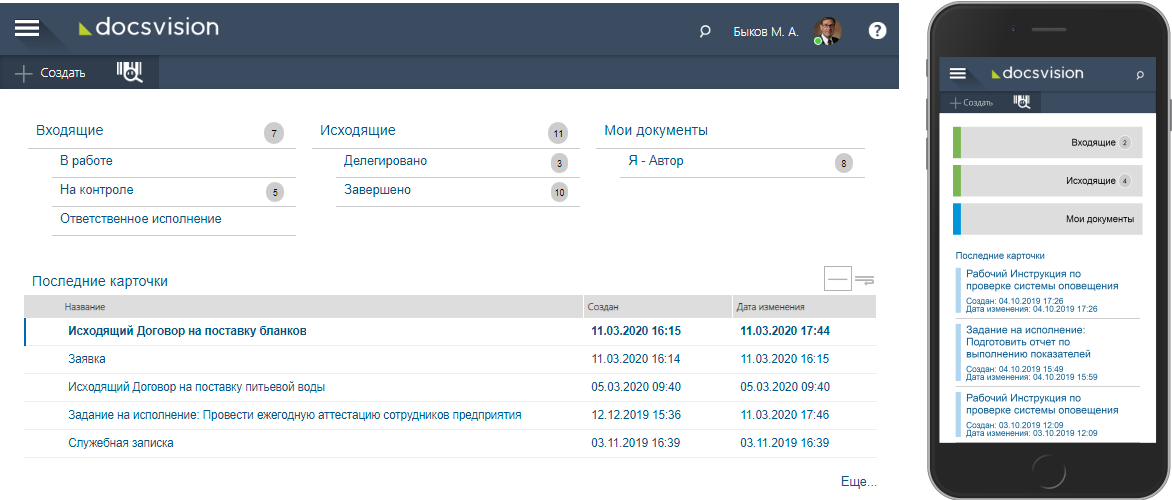 docsvision
Быков М. А.
?
Создать
Входящие 7
В работе
На контроле 5
Ответственное исполнение
Исходящие 11
Делегировано 3
Завершено 10
Мои документы
Я - Автор 8
Последние карточки
Название Создан Дата изменения
Исходящий Договор на поставку бланков 11.03.2020 16:15 11.03.2020 17:44
Заявка 11.03.2020 16:14 11.03.2020 16:15
Исходящий Договор на поставку питьевой воды 05.03.2020 09:40 05.03.2020 09:40
Задание на исполнение: Провести ежегодную аттестацию сотрудников предприятия 12.12.2019 15:36 11.03.2020 17:46
Служебная записка 03.11.2019 16:39 03.11.2019 16:39
Еще...
docsvision
Создать
Входящие 2
Исходящие 4
Мои документы
Последние карточки
Рабочий Инструкция по
проверке системы оповещения
Создан: 04.10.2019 17:26
Дата изменения: 04.10.2019 17:26
Задание на исполнение:
Подготовить отчет по
выполнению показателей
Создан: 04.10.2019 15:49
Дата изменения: 04.10.2019 15:59
Рабочий Инструкция по
проверке системы оповещения
Создан: 03.10.2019 12:09
Дата изменения: 03.10.2019 12:09